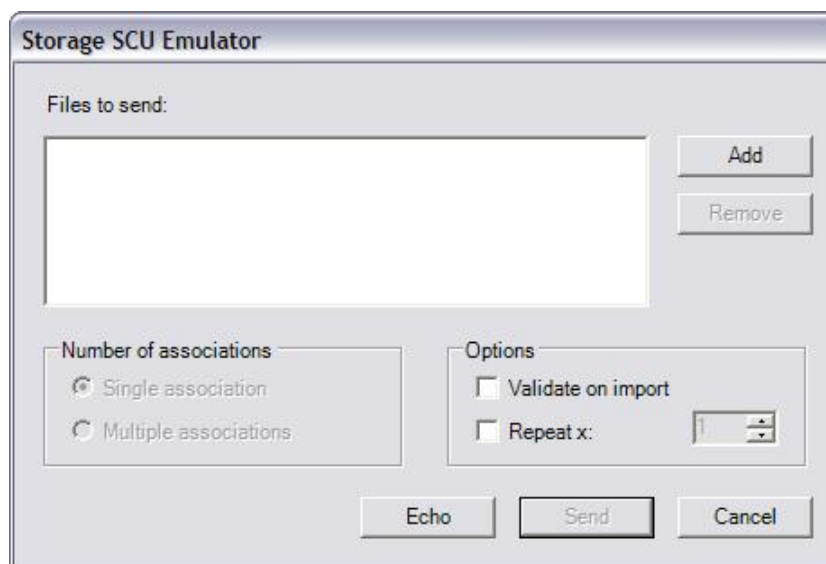 Storage SCU Emulator
Files to send:
Add
Remove
Number of associations
Single association
Multiple associations
Options
Validate on import
Repeat x:
1
Echo
Send
Cancel